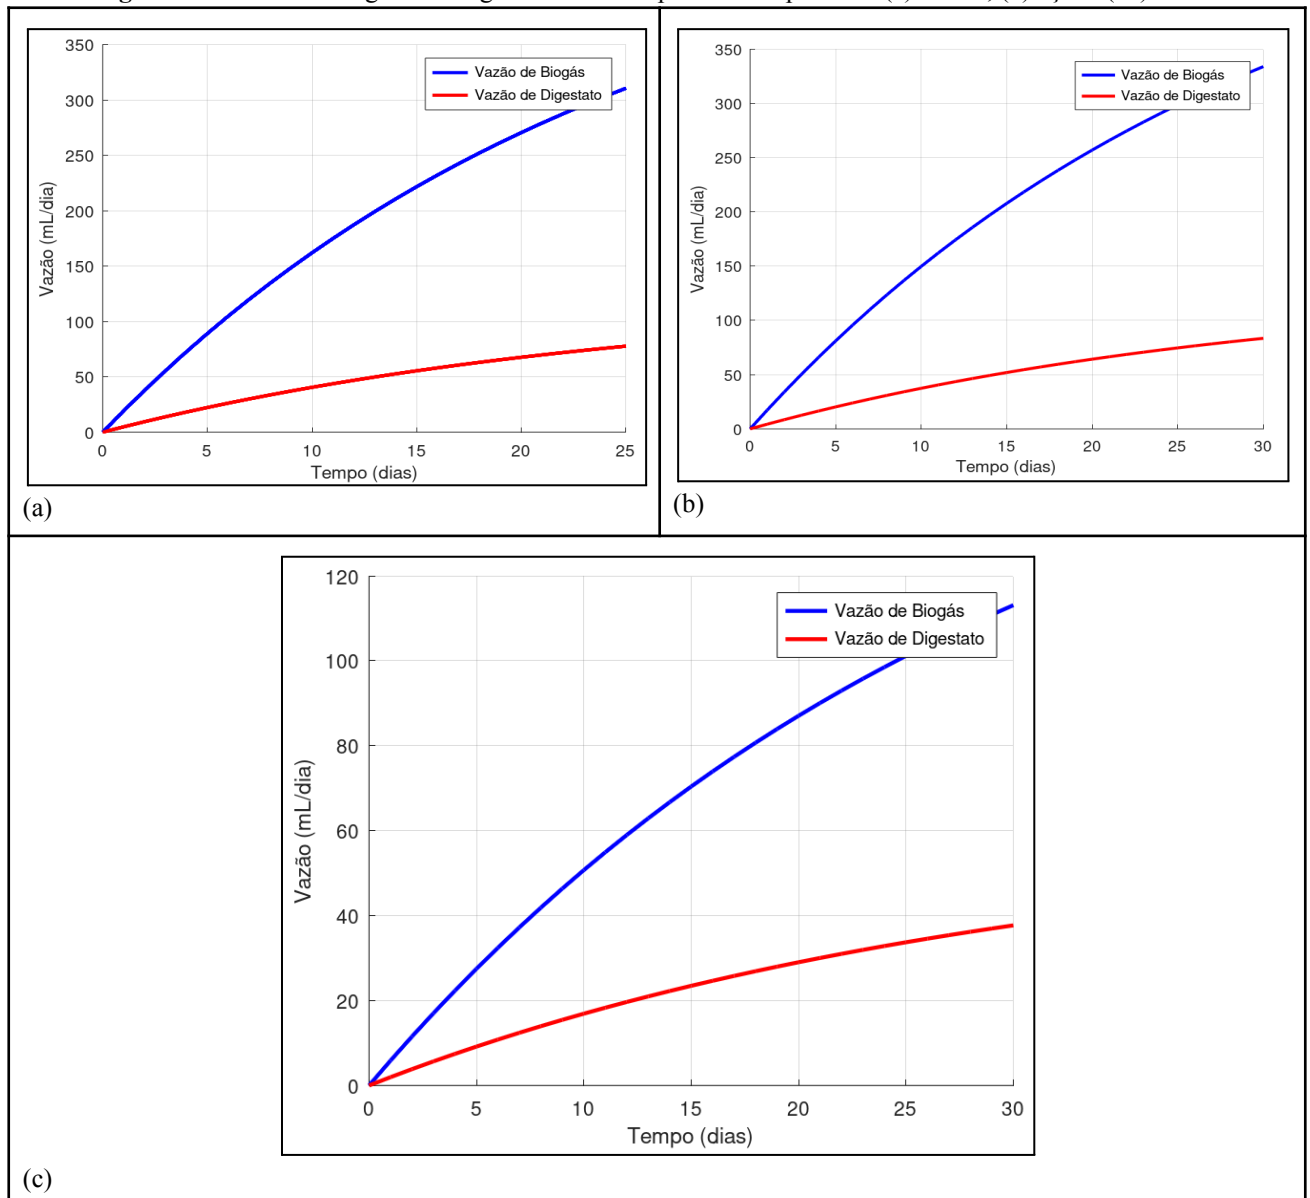 350
300
250
200
150
100
50
0
0 5 10 15 20 25
Vazão (mL/dia)
Tempo (dias)
Vazão de Biogás
Vazão de Digestato
(a)
350
300
250
200
150
100
50
0
0 5 10 15 20 25 30
Vazão (mL/dia)
Tempo (dias)
Vazão de Biogás
Vazão de Digestato
(b)
120
100
80
60
40
20
0
0 5 10 15 20 25 30
Vazão (mL/dia)
Tempo (dias)
Vazão de Biogás
Vazão de Digestato
(c)